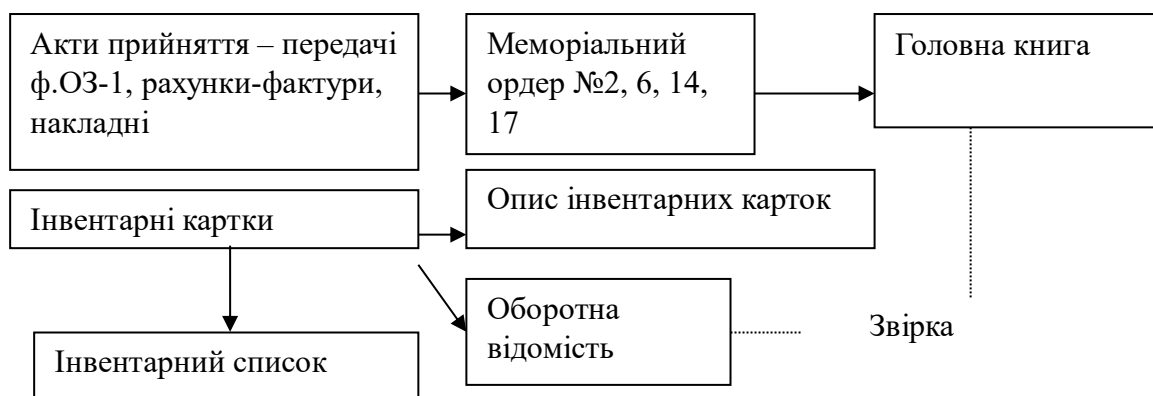 Акти прийняття – передачі
ф.ОЗ-1, рахунки-фактури,
накладні
Меморіальний
ордер №2, 6, 14,
17
Головна книга
Інвентарні картки
Опис інвентарних карток
Оборотна
відомість
Звірка
Інвентарний список